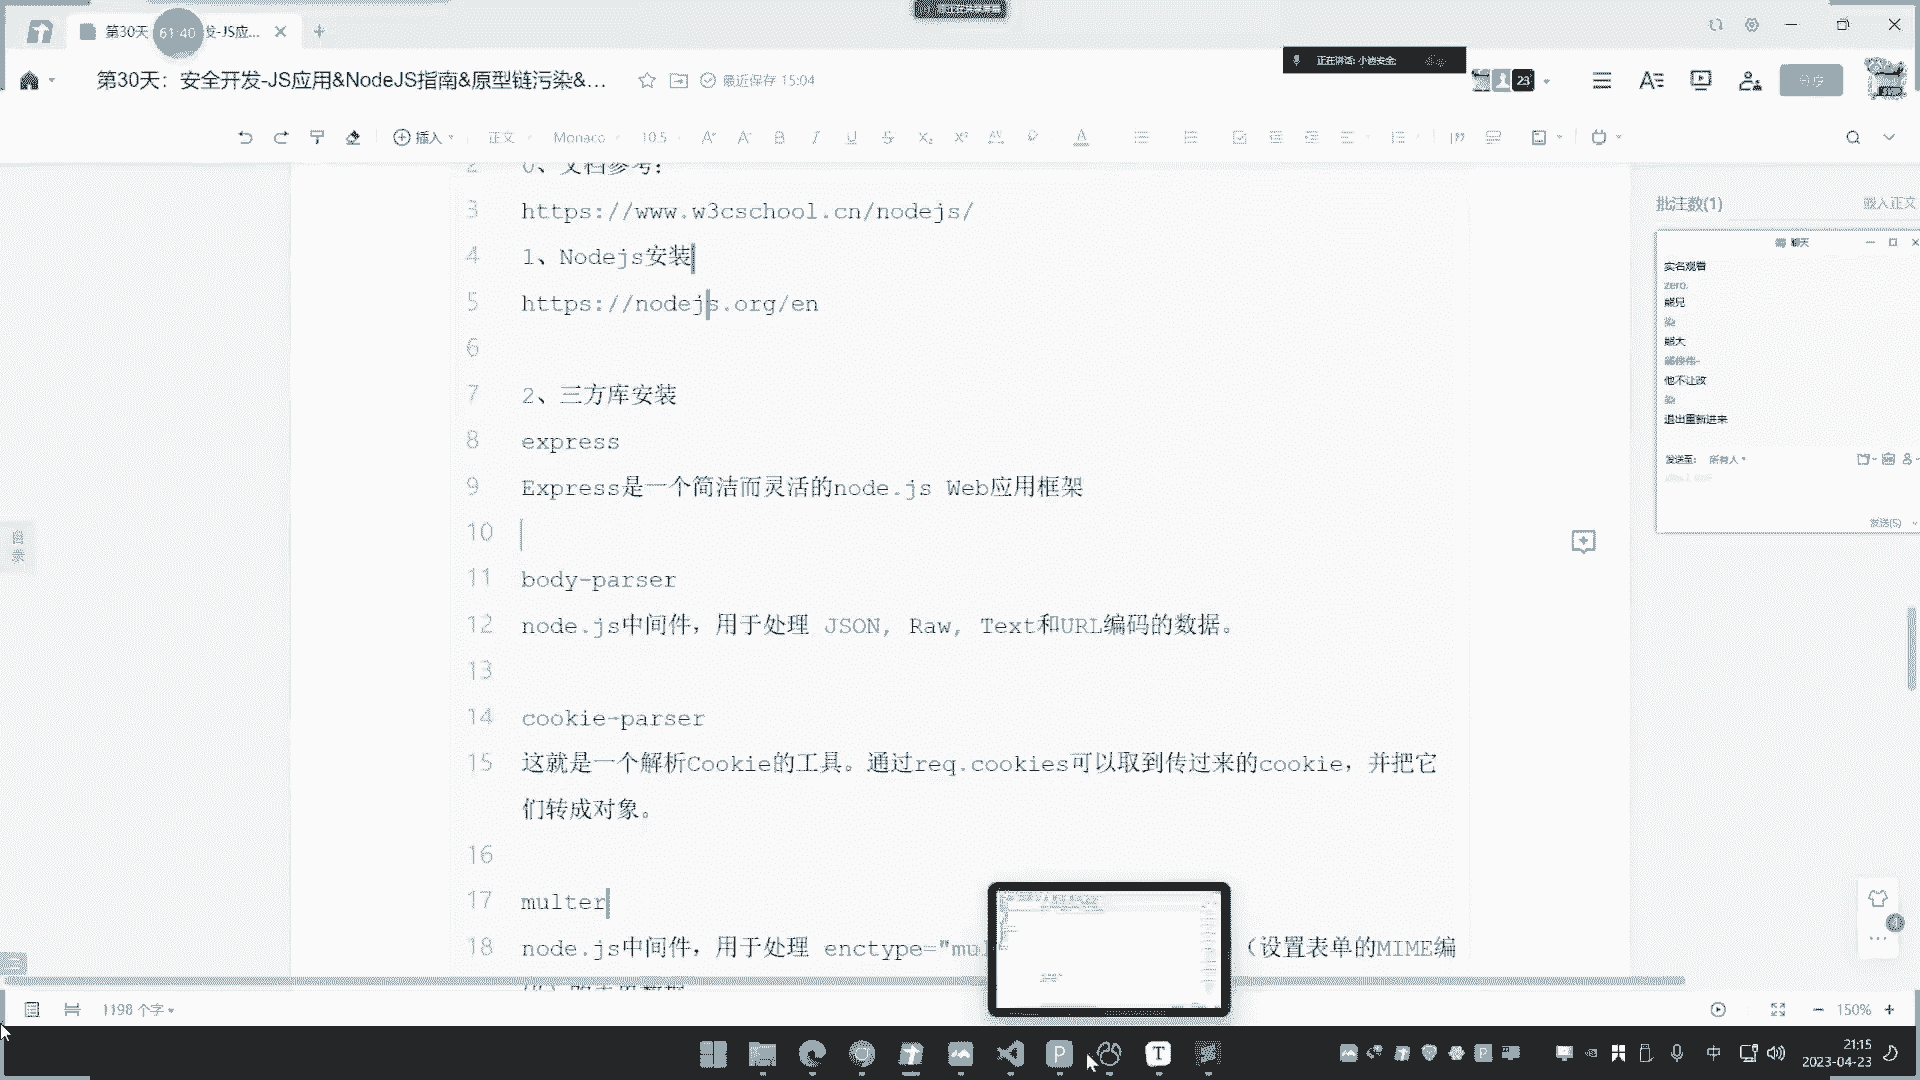 第30天
61:40
发-JS应...
正在讲话: 小迪安全;
第30天：安全开发-JS应用&NodeJS指南&原型链污染&...
最近保存 15:04
23
分享
插入
正文
Monaco
10.5
2 0、文档参考：
3 https://www.w3cschool.cn/nodejs/
4 1、Nodejs安装
5 https://nodejs.org/en
6
7 2、三方库安装
8 express
9 Express是一个简洁而灵活的node.js Web应用框架
10
11 body-parser
12 node.js中间件，用于处理 JSON, Raw, Text和URL编码的数据。
13
14 cookie-parser
15 这就是一个解析Cookie的工具。通过req.cookies可以取到传过来的cookie，并把它
们转成对象。
16
17 multer
18 node.js中间件，用于处理 enctype="mul （设置表单的MIME编
批注数(1)
嵌入正文
聊天
实名观看
zero.
熊兄
熊大
他不让改
退出重新进来
发送至: 所有人
发送(S)
目录
1198 个字
150%
中
21:15
2023-04-23